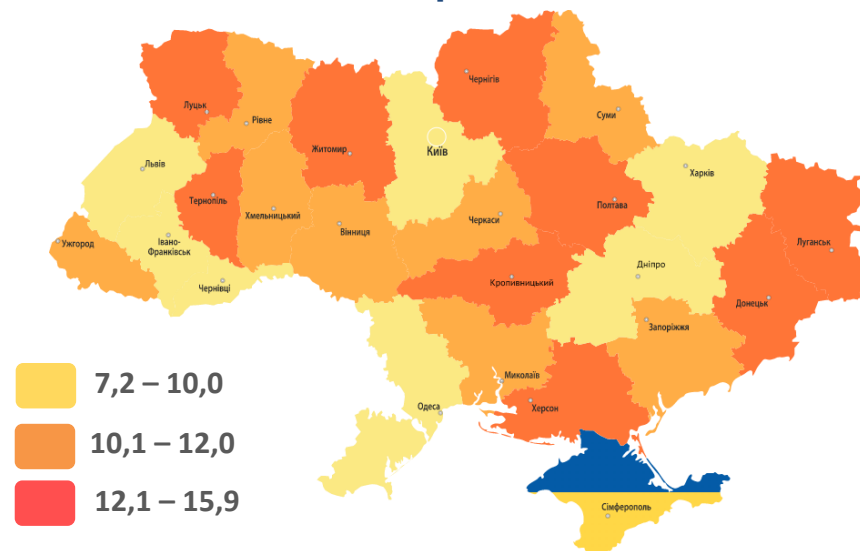 Чернігів
Луцьк
Рівне
Суми
Житомир
Київ
Львів
Харків
Тернопіль
Хмельницький
Полтава
Черкаси
Вінниця
Ужгород
Івано-
Франківськ
Луганськ
Дніпро
Чернівці
Кропивницький
Донецьк
Запоріжжя
Миколаїв
Одеса
Херсон
Сімферополь
7,2 – 10,0
10,1 – 12,0
12,1 – 15,9